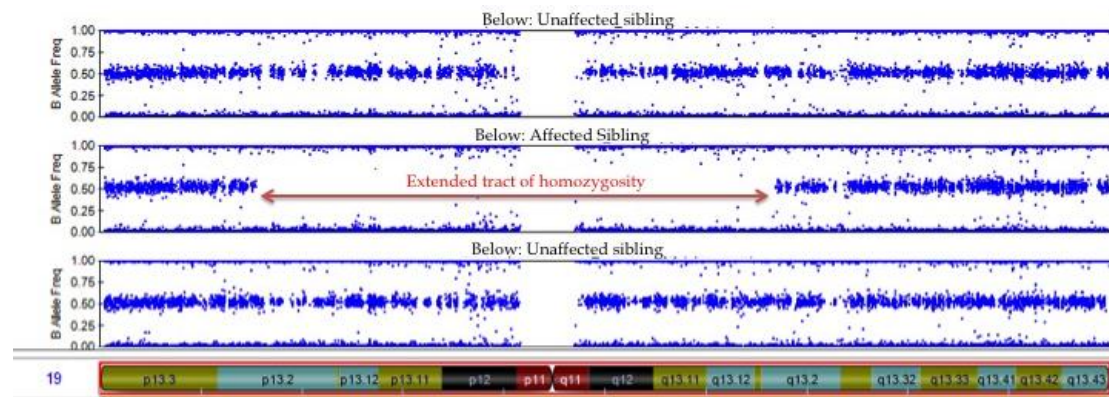 Below: Unaffected sibling
B Allele Freq
1.00
0.75
0.50
0.25
0.00
Below: Affected Sibling
B Allele Freq
1.00
0.75
0.50
0.25
0.00
Extended tract of homozygosity
Below: Unaffected sibling
B Allele Freq
1.00
0.75
0.50
0.25
0.00
19 p13.3 p13.2 p13.12 p13.11 p12 p11 q11 q12 q13.11 q13.12 q13.2 q13.32 q13.33 q13.41 q13.42 q13.43